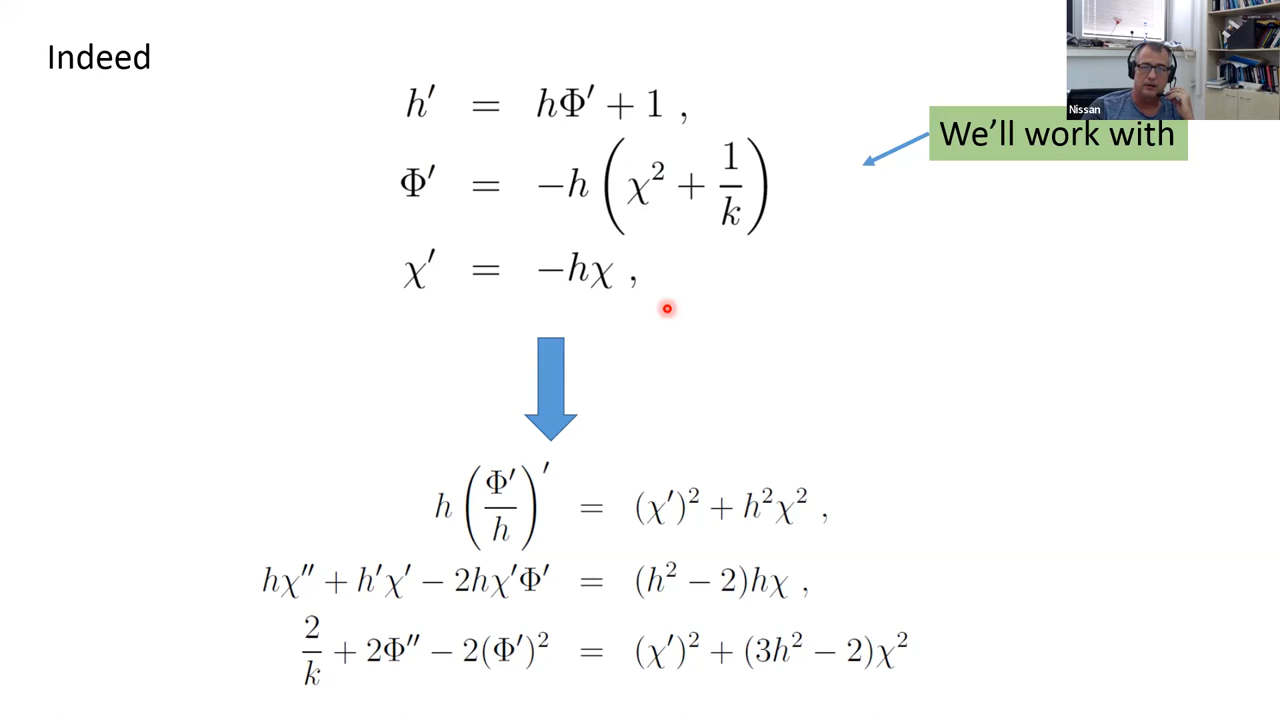 Indeed
Nissan
We'll work with
h′ = hΦ′ + 1 ,
Φ′ = −h ( χ² + 1/k )
χ′ = −hχ ,
h ( Φ′/h )′ = (χ′)² + h²χ² ,
hχ″ + h′χ′ − 2hχ′Φ′ = (h² − 2)hχ ,
2/k + 2Φ″ − 2(Φ′)² = (χ′)² + (3h² − 2)χ²